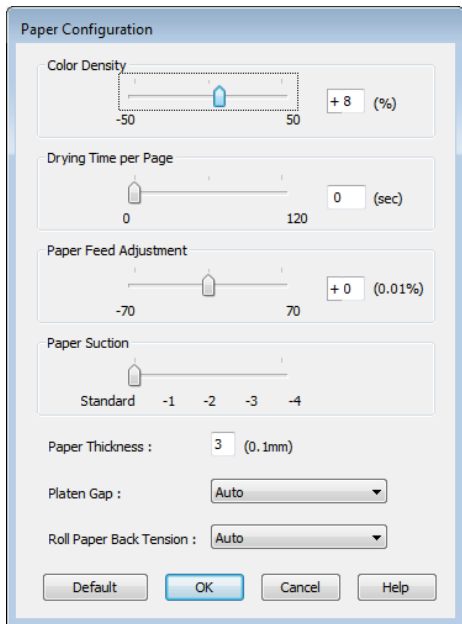 Paper Configuration
Color Density
+ 8 (%)
-50 50
Drying Time per Page
0 (sec)
0 120
Paper Feed Adjustment
+ 0 (0.01%)
-70 70
Paper Suction
Standard -1 -2 -3 -4
Paper Thickness : 3 (0.1mm)
Platen Gap : Auto
Roll Paper Back Tension : Auto
Default OK Cancel Help